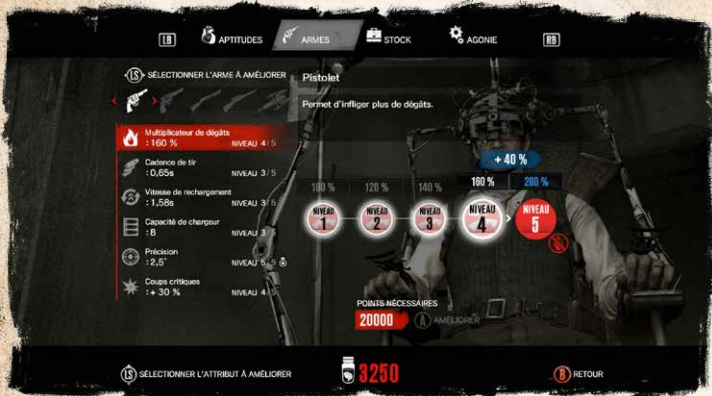 LB APTITUDES ARMES STOCK AGONIE RB
LS SÉLECTIONNER L'ARME À AMÉLIORER
Pistolet
Permet d'infliger plus de dégâts.
Multiplicateur de dégâts
: 160 % NIVEAU 4/5
Cadence de tir
: 0,65s NIVEAU 3/5
Vitesse de rechargement
: 1,58s NIVEAU 3/5
Capacité de chargeur
: 8 NIVEAU 3
Précision
: 2,5° NIVEAU 5/5
Coups critiques
: + 30 % NIVEAU 4/5
+ 40 %
100 % 120 % 140 % 160 % 200 %
NIVEAU 1 NIVEAU 2 NIVEAU 3 NIVEAU 4 NIVEAU 5
POINTS NÉCESSAIRES
20000 A AMÉLIORER
LS SÉLECTIONNER L'ATTRIBUT À AMÉLIORER 3250 B RETOUR